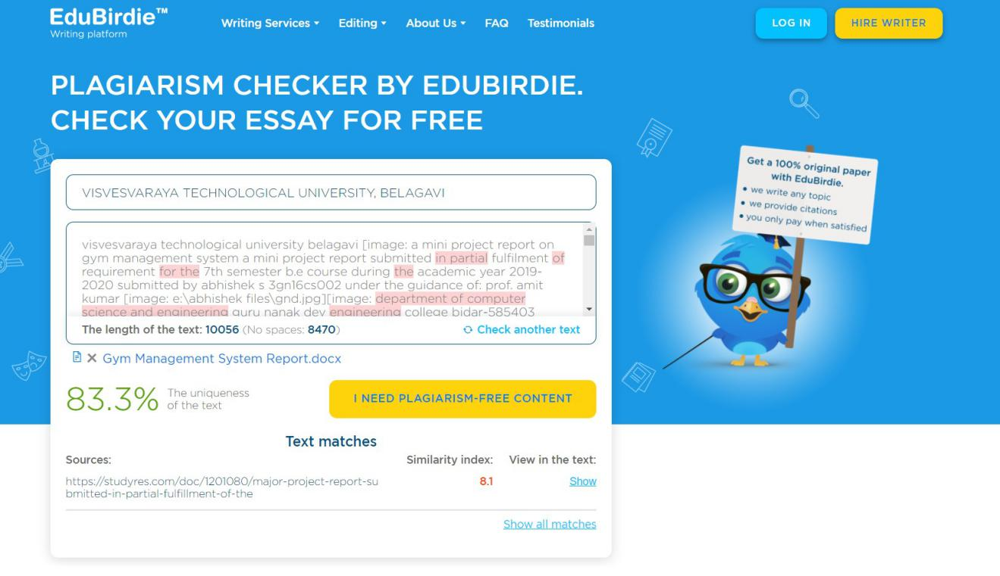 EduBirdie™
Writing platform
Writing Services
Editing
About Us
FAQ
Testimonials
LOG IN
HIRE WRITER
PLAGIARISM CHECKER BY EDUBIRDIE.
CHECK YOUR ESSAY FOR FREE
Get a 100% original paper
with EduBirdie.
• we write any topic
• we provide citations
• you only pay when satisfied
VISVESVARAYA TECHNOLOGICAL UNIVERSITY, BELAGAVI
visvesvaraya technological university belagavi [image: a mini project report on
gym management system a mini project report submitted in partial fulfilment of
requirement for the 7th semester b.e course during the academic year 2019-
2020 submitted by abhishek s 3gn16cs002 under the guidance of: prof. amit
kumar [image: e:\abhishek files\gnd.jpg][image: department of computer
science and engineering guru nanak dev engineering college bidar-585403
The length of the text: 10056 (No spaces: 8470)
Check another text
Gym Management System Report.docx
83.3%
The uniqueness
of the text
I NEED PLAGIARISM-FREE CONTENT
Text matches
Sources:
Similarity index:
View in the text:
https://studyres.com/doc/1201080/major-project-report-su
bmitted-in-partial-fulfillment-of-the
8.1
Show
Show all matches